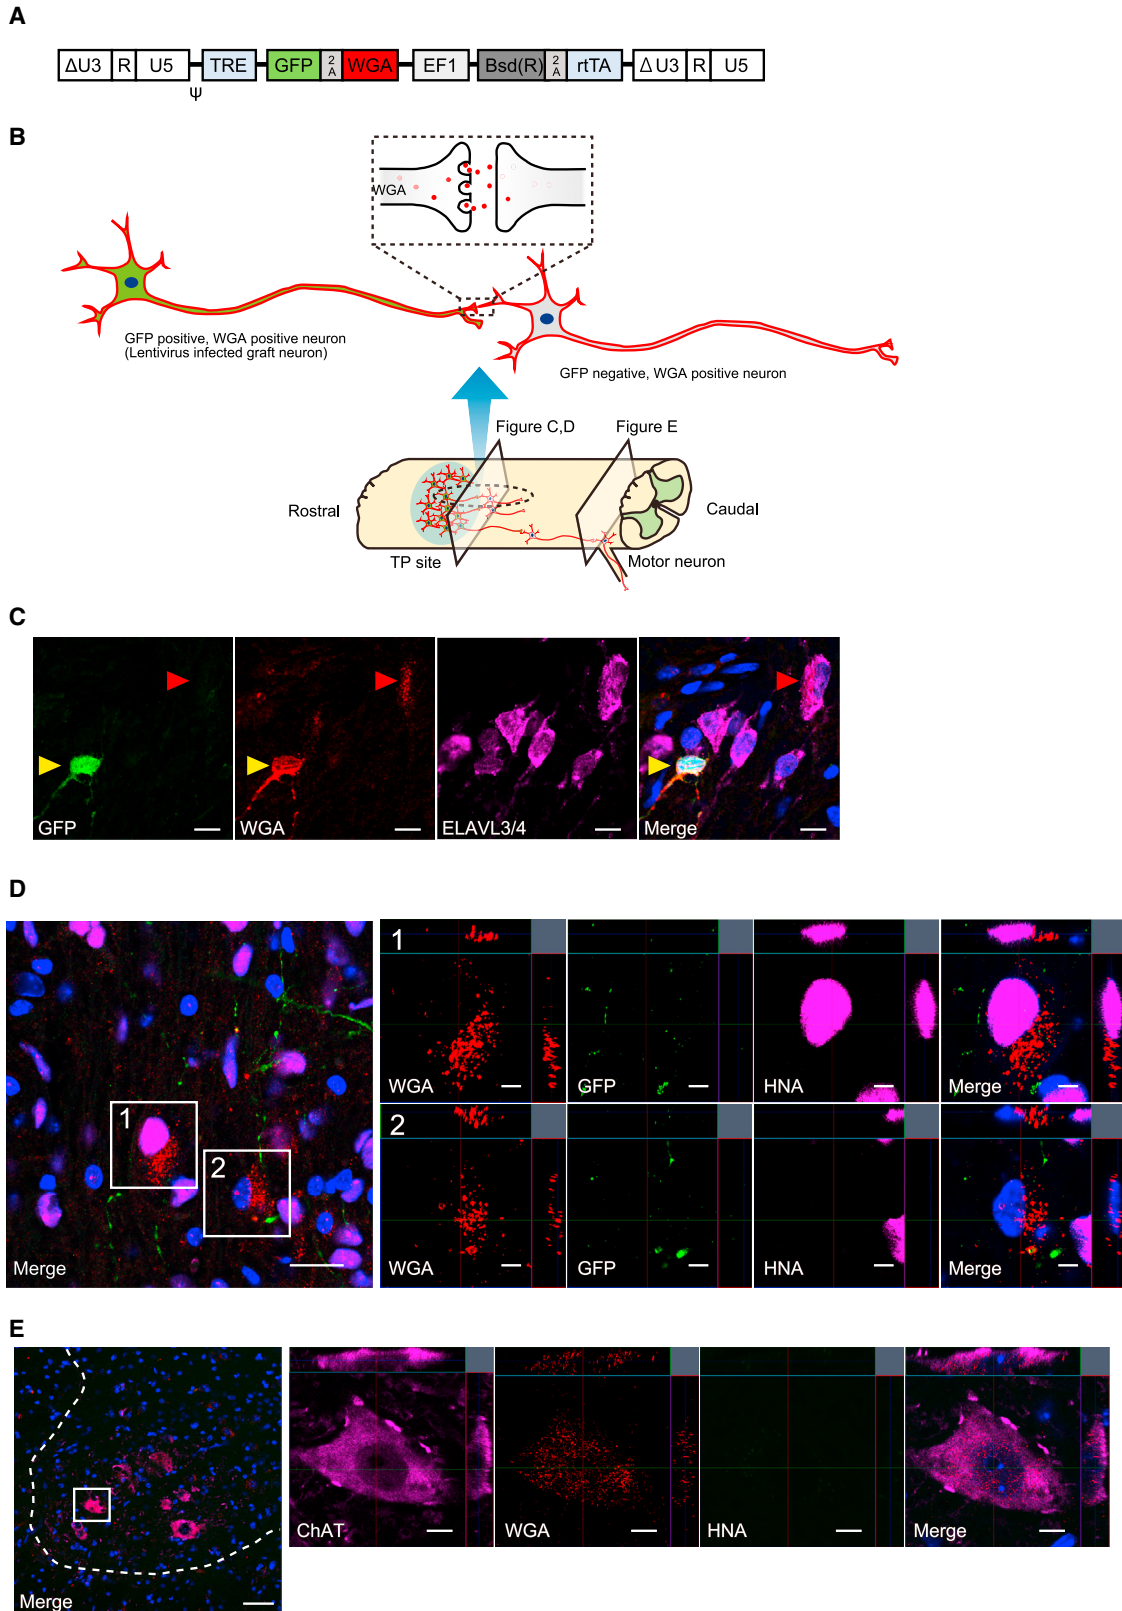 A
ΔU3 R U5 TRE GFP 2A WGA EF1 Bsd(R) 2A rtTA ΔU3 R U5
ψ
B
WGA
GFP positive, WGA positive neuron
(Lentivirus infected graft neuron)
GFP negative, WGA positive neuron
Figure C,D Figure E
Rostral Caudal
TP site Motor neuron
C
GFP WGA ELAVL3/4 Merge
D
1
WGA GFP HNA Merge
1
2
2
Merge WGA GFP HNA Merge
E
ChAT WGA HNA Merge
Merge